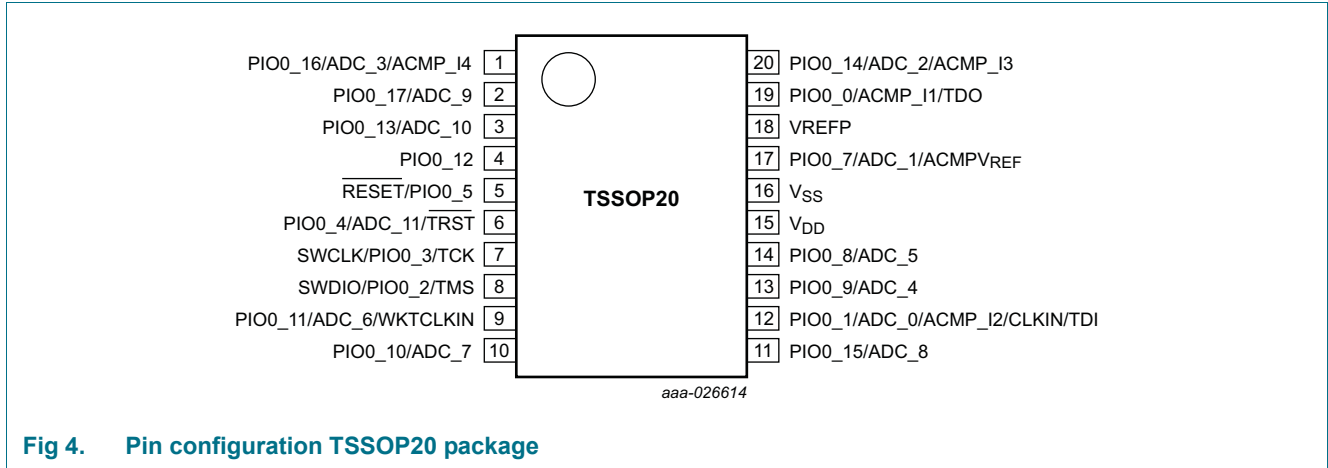 PIO0_16/ADC_3/ACMP_I4 1 20 PIO0_14/ADC_2/ACMP_I3
PIO0_17/ADC_9 2 19 PIO0_0/ACMP_I1/TDO
PIO0_13/ADC_10 3 18 VREFP
PIO0_12 4 17 PIO0_7/ADC_1/ACMPVREF
RESET/PIO0_5 5 TSSOP20 16 VSS
PIO0_4/ADC_11/TRST 6 15 VDD
SWCLK/PIO0_3/TCK 7 14 PIO0_8/ADC_5
SWDIO/PIO0_2/TMS 8 13 PIO0_9/ADC_4
PIO0_11/ADC_6/WKTCLKIN 9 12 PIO0_1/ADC_0/ACMP_I2/CLKIN/TDI
PIO0_10/ADC_7 10 11 PIO0_15/ADC_8
aaa-026614
Fig 4. Pin configuration TSSOP20 package